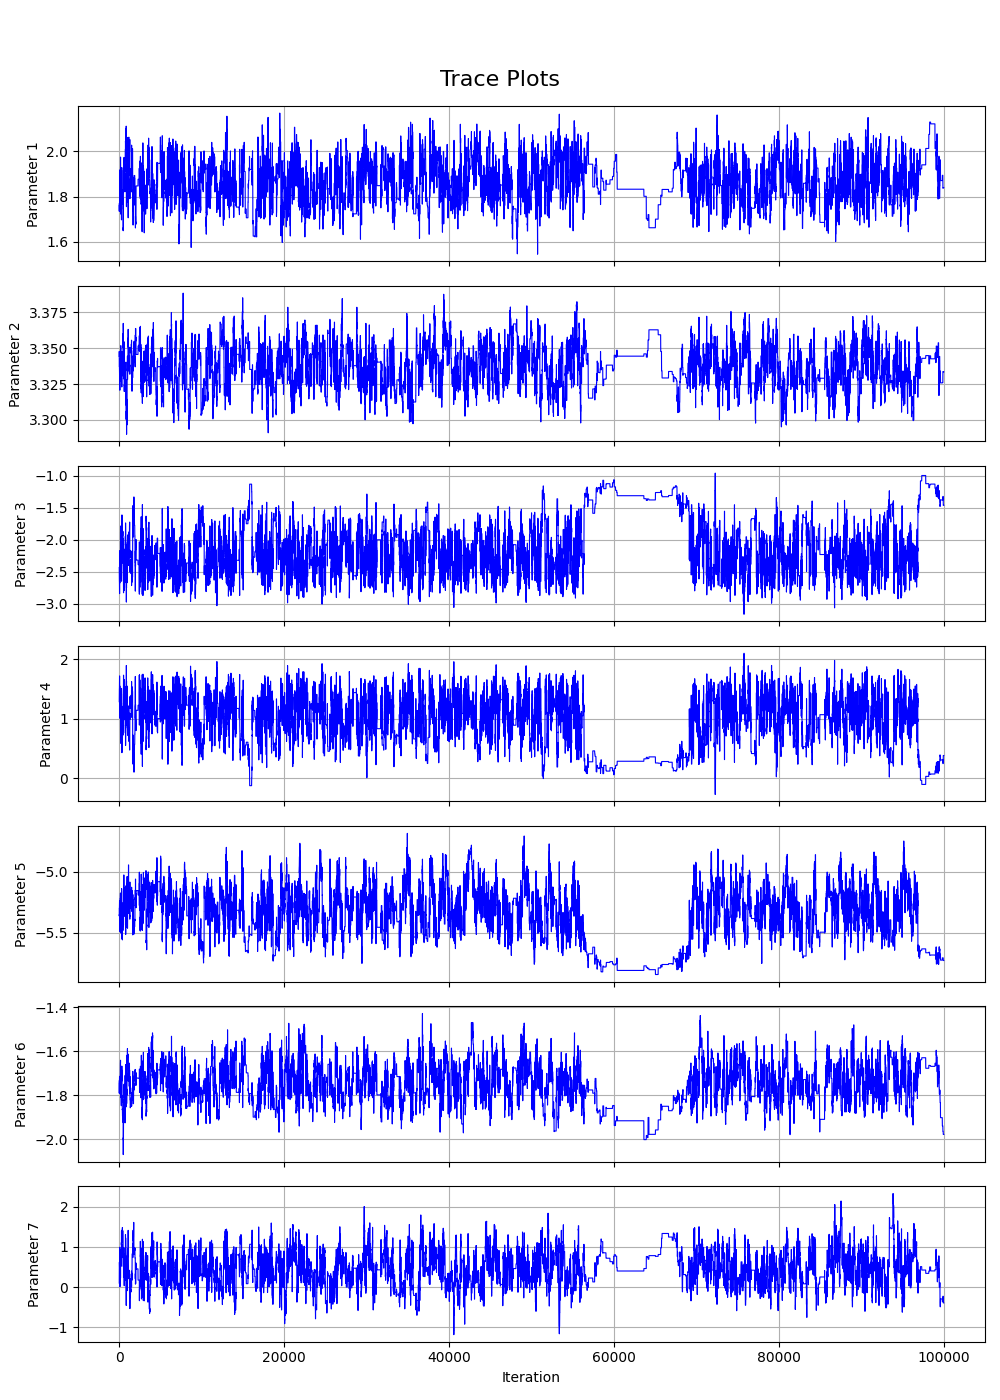 Trace Plots
Parameter 1
2.0
1.8
1.6
Parameter 2
3.375
3.350
3.325
3.300
Parameter 3
−1.0
−1.5
−2.0
−2.5
−3.0
Parameter 4
2
1
0
Parameter 5
−5.0
−5.5
Parameter 6
−1.4
−1.6
−1.8
−2.0
Parameter 7
2
1
0
−1
0 20000 40000 60000 80000 100000
Iteration